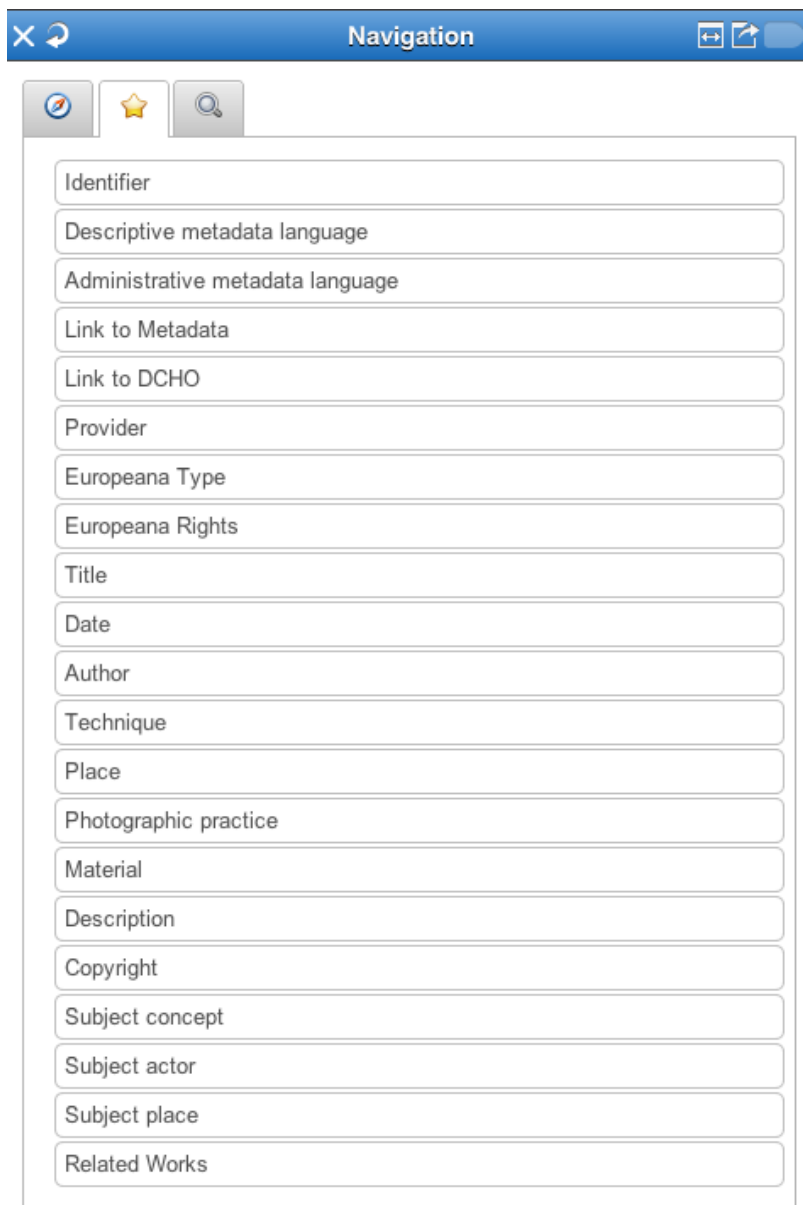 Navigation
Identifier
Descriptive metadata language
Administrative metadata language
Link to Metadata
Link to DCHO
Provider
Europeana Type
Europeana Rights
Title
Date
Author
Technique
Place
Photographic practice
Material
Description
Copyright
Subject concept
Subject actor
Subject place
Related Works